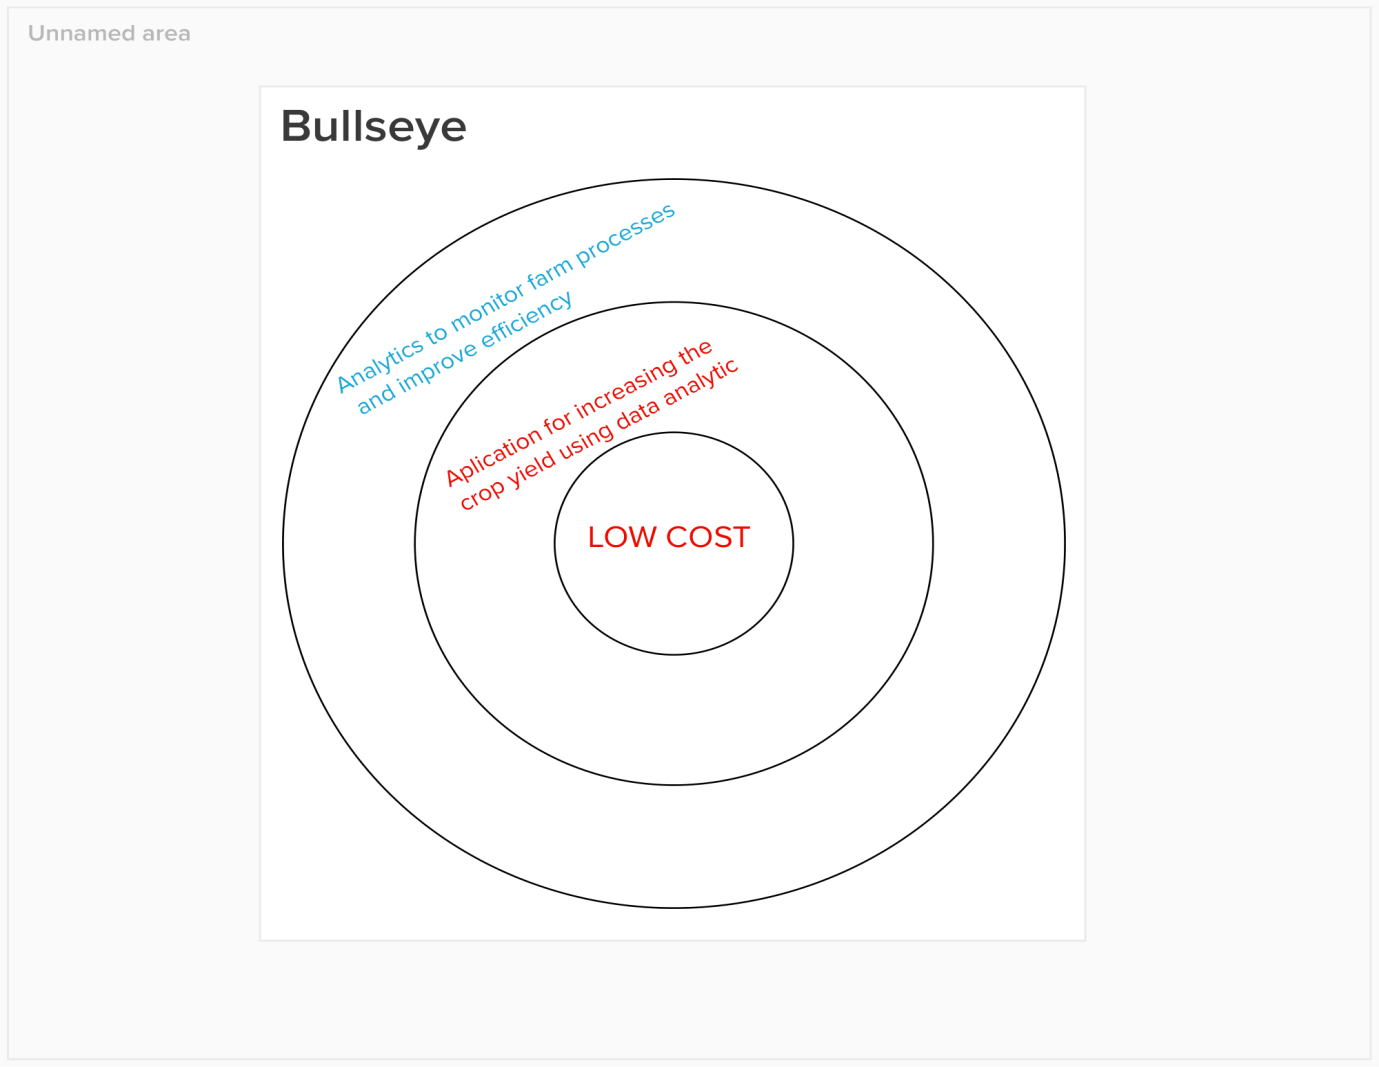 Unnamed area
Bullseye
Analytics to monitor farm processes
and improve efficiency
Aplication for increasing the
crop yield using data analytic
LOW COST